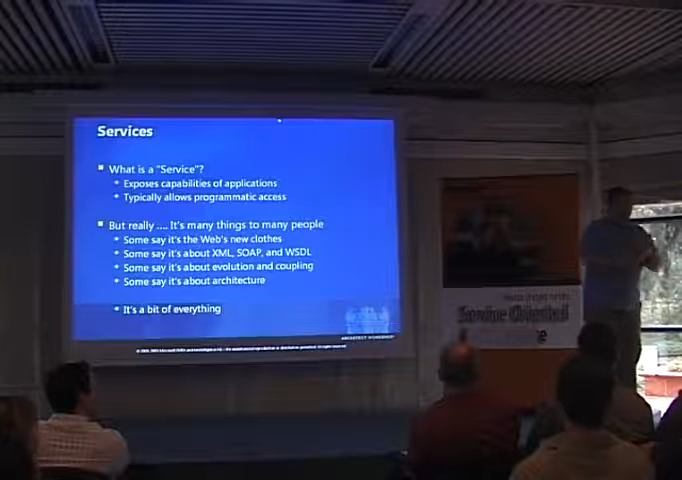 Services
What is a "Service"?
Exposes capabilities of applications
Typically allows programmatic access
But really .... It's many things to many people
Some say it's the Web's new clothes
Some say it's about XML, SOAP, and WSDL
Some say it's about evolution and coupling
Some say it's about architecture
It's a bit of everything
ARCHITECT WORKSHOP
Service Oriented